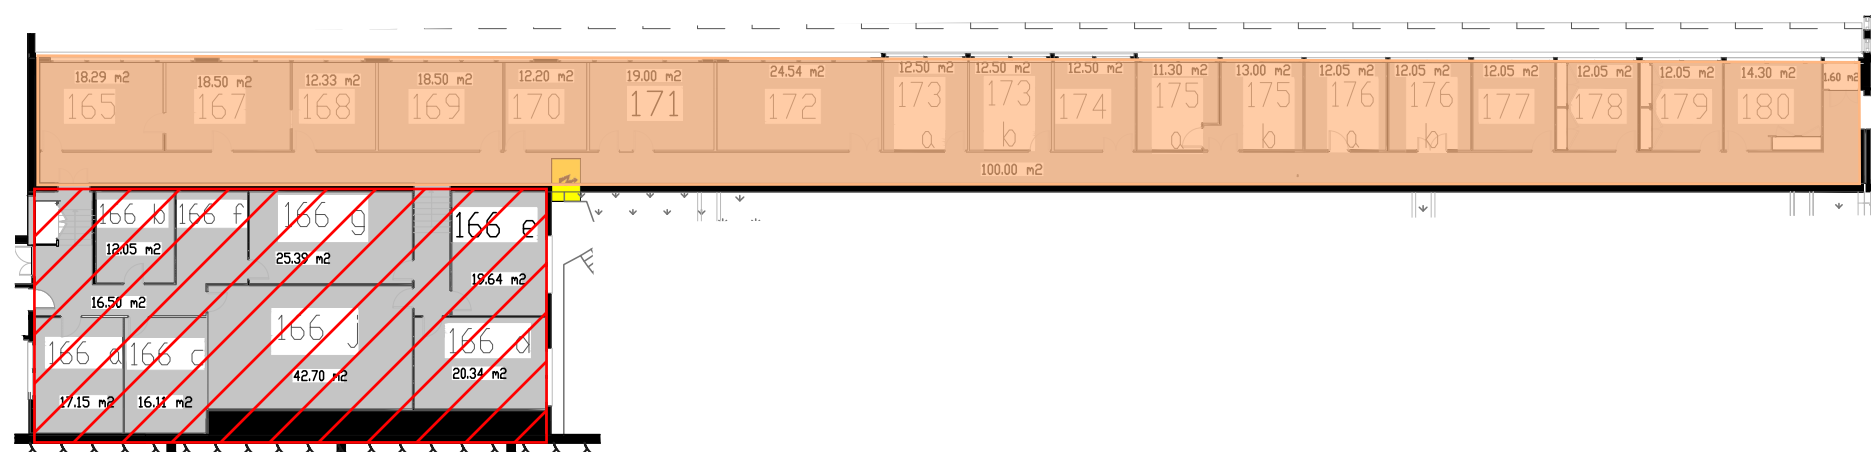 18.29 m2
165
18.50 m2
167
12.33 m2
168
18.50 m2
169
12.20 m2
170
19.00 m2
171
24.54 m2
172
12.50 m2
173
a
12.50 m2
173
b
12.50 m2
174
11.30 m2
175
a
13.00 m2
175
b
12.05 m2
176
a
12.05 m2
176
b
12.05 m2
177
12.05 m2
178
12.05 m2
179
14.30 m2
180
1.60 m2
100.00 m2
166 b
12.05 m2
166 f
166 g
25.39 m2
166 e
19.64 m2
16.50 m2
166 a
17.15 m2
166 c
16.11 m2
166 j
42.70 m2
166 d
20.34 m2